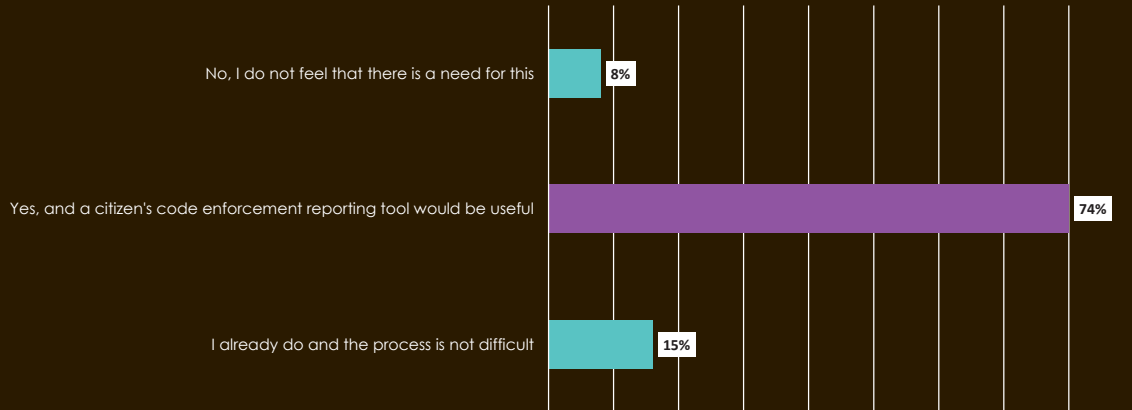 No, I do not feel that there is a need for this
8%
Yes, and a citizen's code enforcement reporting tool would be useful
74%
I already do and the process is not difficult
15%